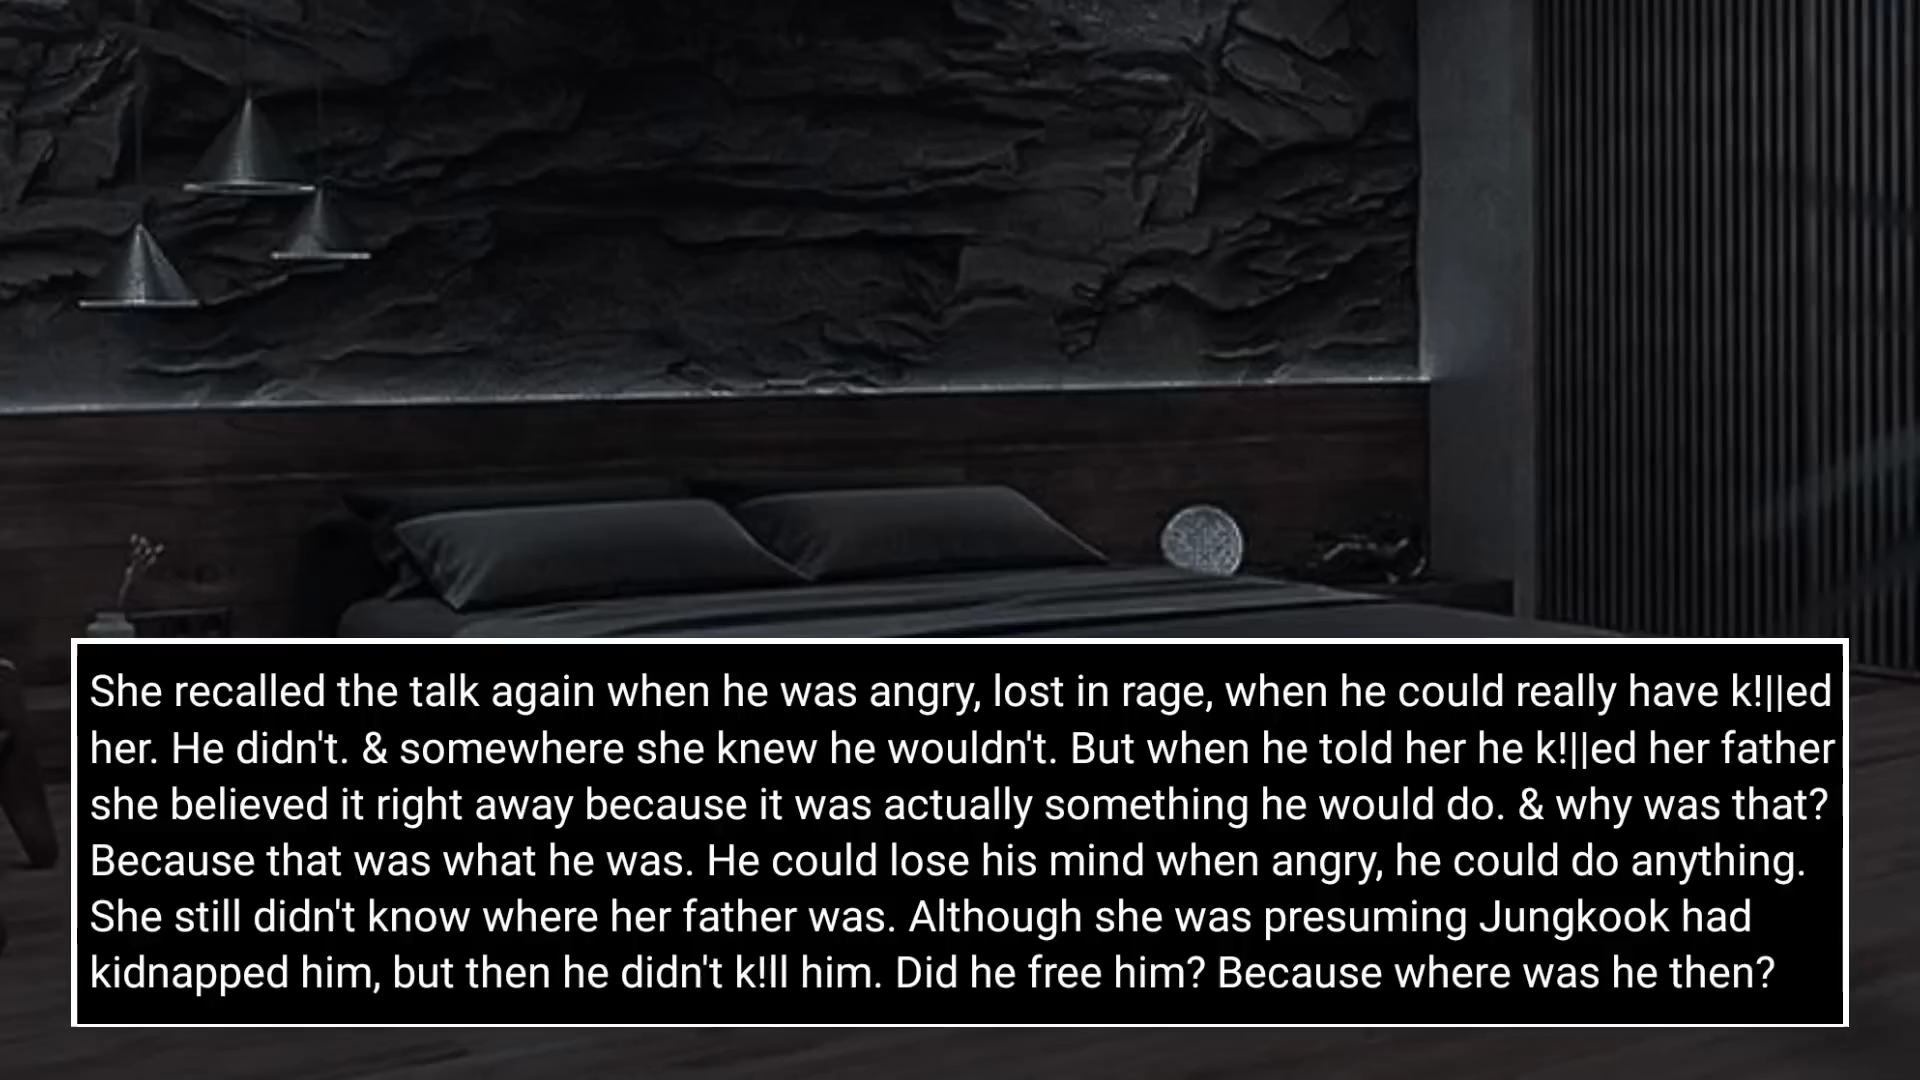 She recalled the talk again when he was angry, lost in rage, when he could really have k!||ed
her. He didn't. & somewhere she knew he wouldn't. But when he told her he k!||ed her father
she believed it right away because it was actually something he would do. & why was that?
Because that was what he was. He could lose his mind when angry, he could do anything.
She still didn't know where her father was. Although she was presuming Jungkook had
kidnapped him, but then he didn't k!ll him. Did he free him? Because where was he then?